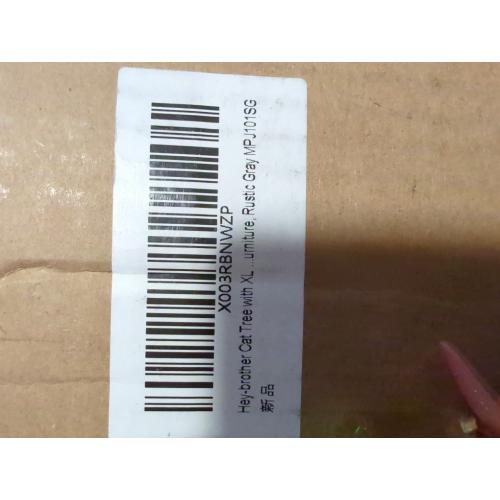 X003RBNWZP
Hey-brother Cat Tree with XL ...urniture, Rustic Gray MPJ101SG
新品